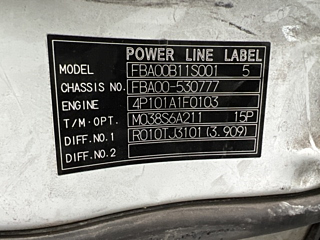 POWER LINE LABEL
MODEL FBA00B11S001 5
CHASSIS NO. FBA00-530777
ENGINE 4P101A1F0103
T/M·OPT. M038S6A211 15P
DIFF.NO.1 R010TJ3101(3.909)
DIFF.NO.2